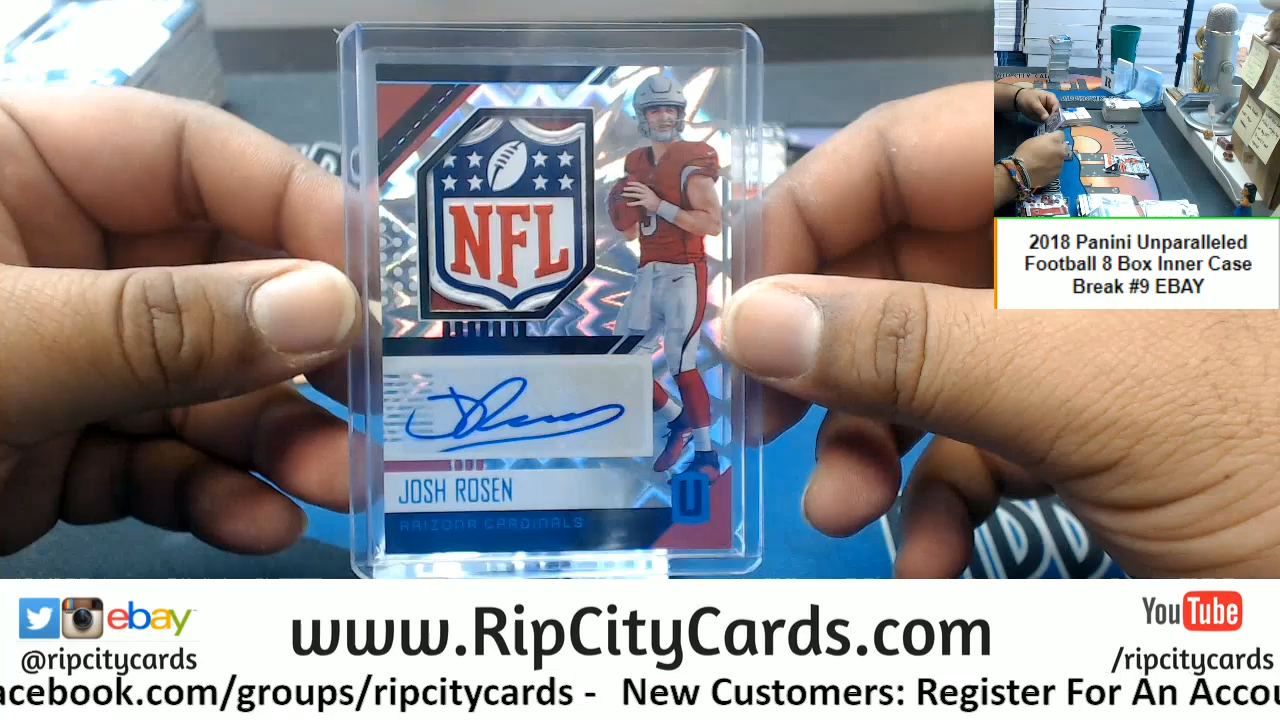 NFL
JOSH ROSEN
ARIZONA CARDINALS
U
2018 Panini Unparalleled
Football 8 Box Inner Case
Break #9 EBAY
ebay
@ripcitycards
www.RipCityCards.com
YouTube
/ripcitycards
acebook.com/groups/ripcitycards - New Customers: Register For An Accou